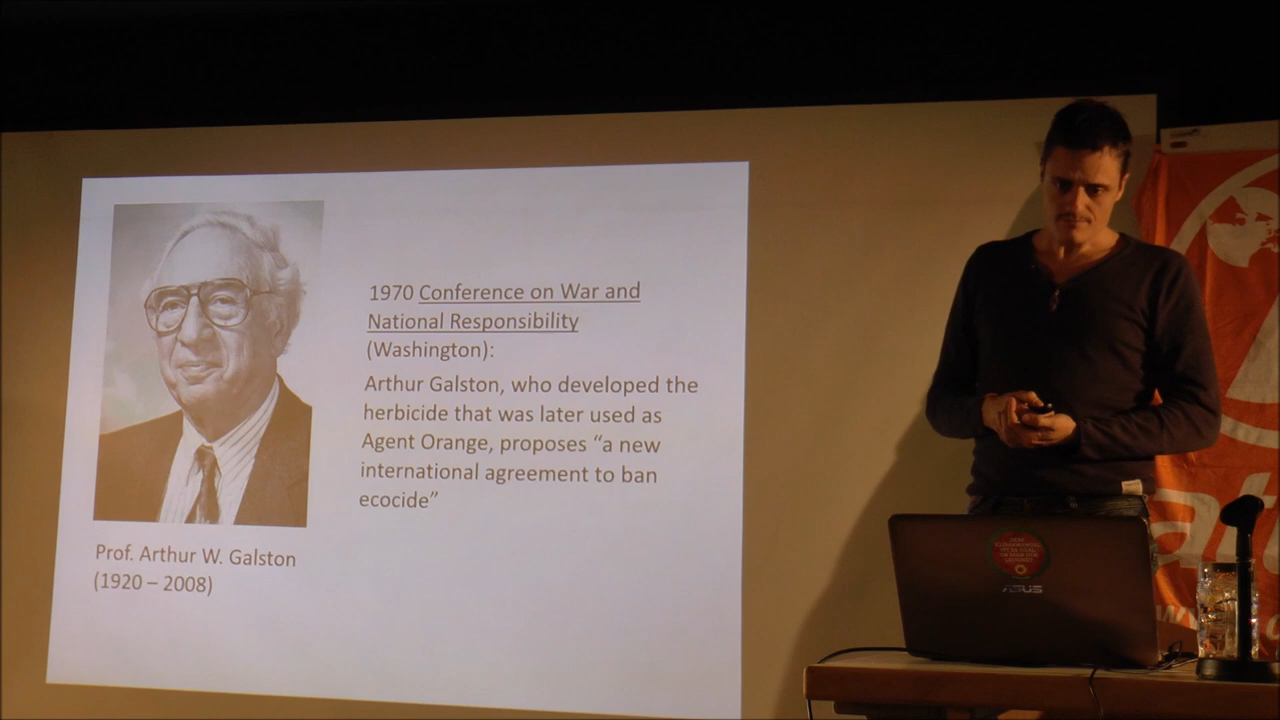 1970 Conference on War and
National Responsibility
(Washington):
Arthur Galston, who developed the
herbicide that was later used as
Agent Orange, proposes “a new
international agreement to ban
ecocide”
Prof. Arthur W. Galston
(1920 – 2008)
ASUS